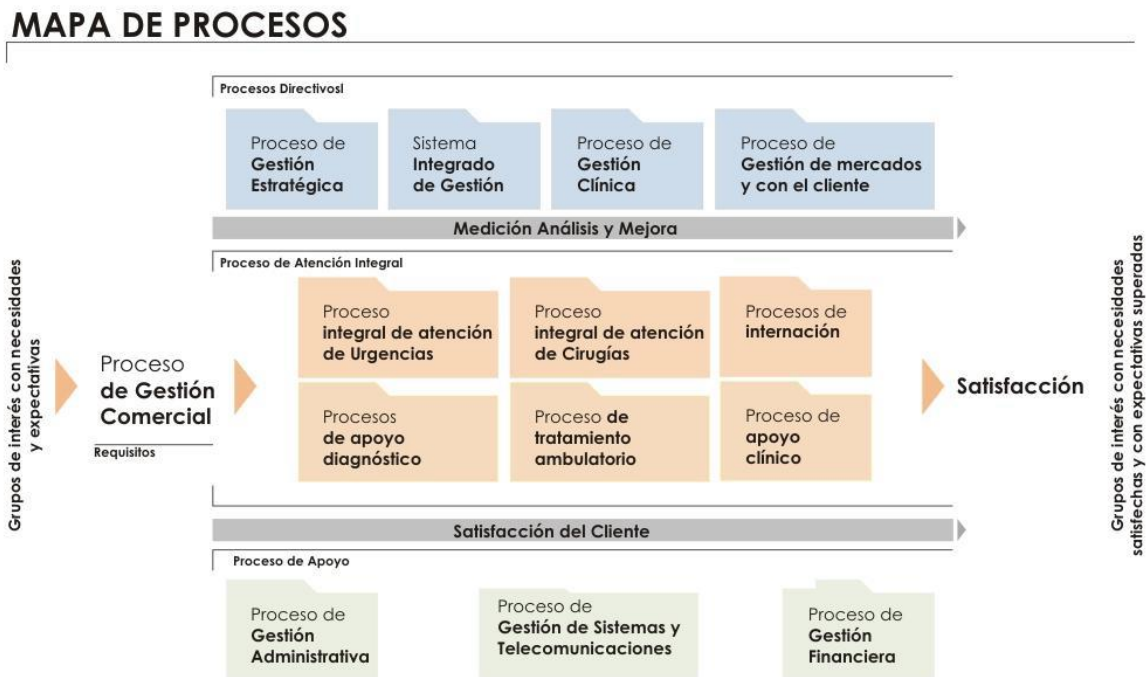 MAPA DE PROCESOS
Procesos Directivosl
Proceso de
Gestión
Estratégica
Sistema
Integrado
de Gestión
Proceso de
Gestión
Clínica
Proceso de
Gestión de mercados
y con el cliente
Medición Análisis y Mejora
Grupos de interés con necesidades
y expectativas
Proceso
de Gestión
Comercial
Requisitos
Proceso de Atención Integral
Proceso
integral de atención
de Urgencias
Proceso
integral de atención
de Cirugías
Procesos de
internación
Procesos
de apoyo
diagnóstico
Proceso de
tratamiento
ambulatorio
Proceso de
apoyo
clínico
Satisfacción
Grupos de interés con necesidades
satisfechas y con expectativas superadas
Satisfacción del Cliente
Proceso de Apoyo
Proceso de
Gestión
Administrativa
Proceso de
Gestión de Sistemas y
Telecomunicaciones
Proceso de
Gestión
Financiera